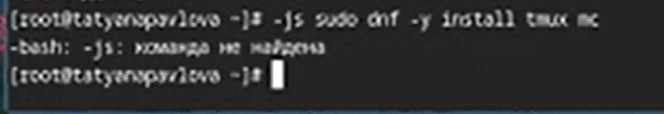 [root@tatyanapavlova ~]# -js sudo dnf -y install tmux mc
-bash: -js: команда не найдена
[root@tatyanapavlova ~]#